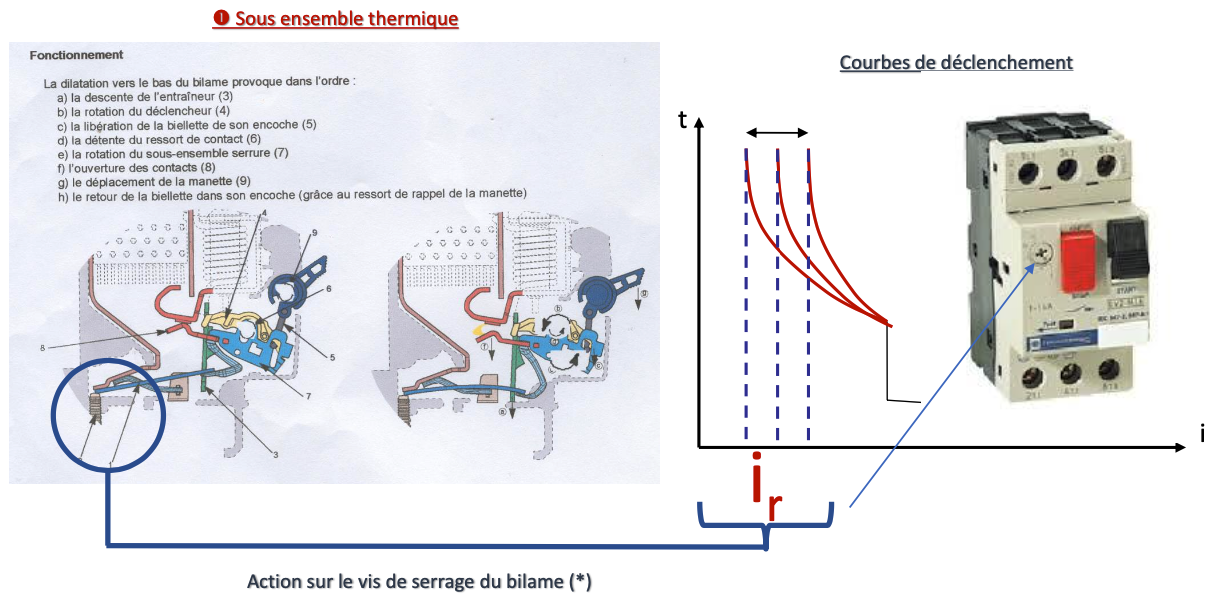 ❶ Sous ensemble thermique
Fonctionnement
La dilatation vers le bas du bilame provoque dans l'ordre :
a) la descente de l'entraîneur (3)
b) la rotation du déclencheur (4)
c) la libération de la biellette de son encoche (5)
d) la détente du ressort de contact (6)
e) la rotation du sous-ensemble serrure (7)
f) l'ouverture des contacts (8)
g) le déplacement de la manette (9)
h) le retour de la biellette dans son encoche (grâce au ressort de rappel de la manette)
4
9
6
8
5
7
3
b
g
f
e
c
a
Courbes de déclenchement
t
i
ir
START
Test
Action sur le vis de serrage du bilame (*)